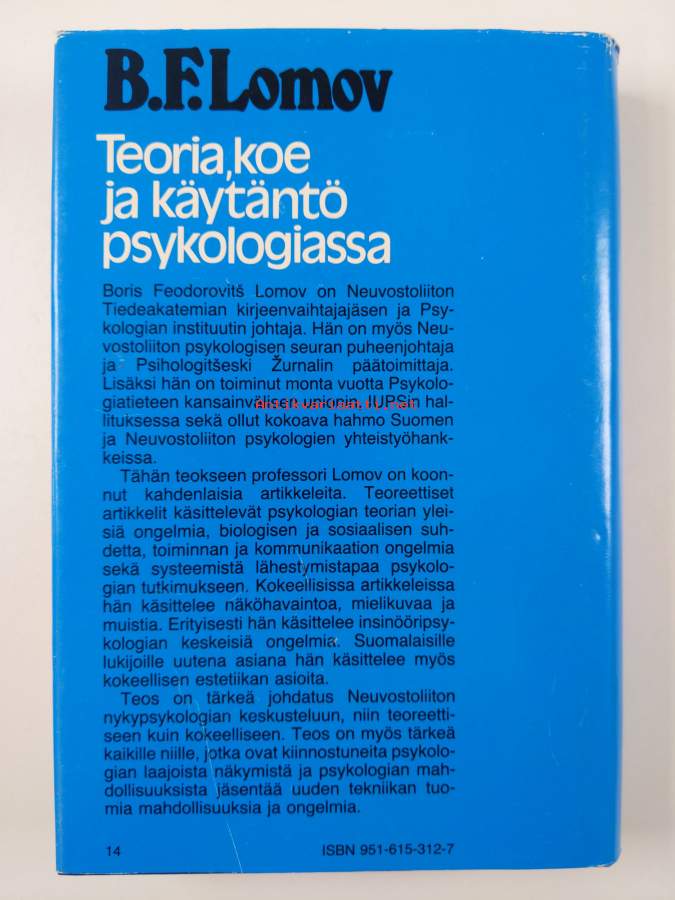 B.F. Lomov
Teoria, koe
ja käytäntö
psykologiassa
Boris Feodorovitš Lomov on Neuvostoliiton
Tiedeakatemian kirjeenvaihtajajäsen ja Psy-
kologian instituutin johtaja. Hän on myös Neu-
vostoliiton psykologisen seuran puheenjohtaja
ja Psihologitšeski Žurnalin päätoimittaja.
Lisäksi hän on toiminut monta vuotta Psykolo-
giatieteen kansainvälisen unionin, IUPS:n hal-
Antikvariaatti.net
lituksessa sekä ollut kokoava hahmo Suomen
ja Neuvostoliiton psykologien yhteistyöhank-
keissa.
Tähän teokseen professori Lomov on koon-
nut kahdenlaisia artikkeleita. Teoreettiset
artikkelit käsittelevät psykologian teorian ylei-
siä ongelmia, biologisen ja sosiaalisen suh-
detta, toiminnan ja kommunikaation ongelmia
sekä systeemistä lähestymistapaa psykolo-
gian tutkimukseen. Kokeellisissa artikkeleissa
hän käsittelee näköhavaintoa, mielikuvaa ja
muistia. Erityisesti hän käsittelee insinööripsy-
kologian keskeisiä ongelmia. Suomalaisille
lukijoille uutena asiana hän käsittelee myös
kokeellisen estetiikan asioita.
Teos on tärkeä johdatus Neuvostoliiton
nykypsykologian keskusteluun, niin teoreetti-
seen kuin kokeelliseen. Teos on myös tärkeä
kaikille niille, jotka ovat kiinnostuneita psykolo-
gian laajoista näkymistä ja psykologian mah-
dollisuuksista jäsentää uuden tekniikan tuo-
mia mahdollisuuksia ja ongelmia.
14 ISBN 951-615-312-7